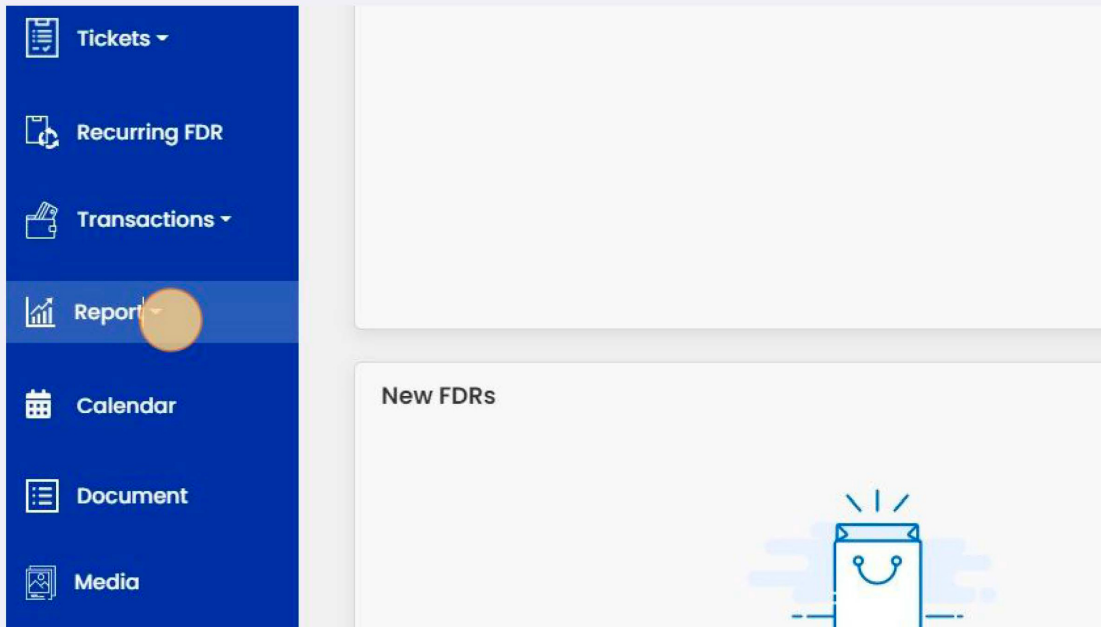 Tickets
Recurring FDR
Transactions
Report
Calendar
New FDRs
Document
Media